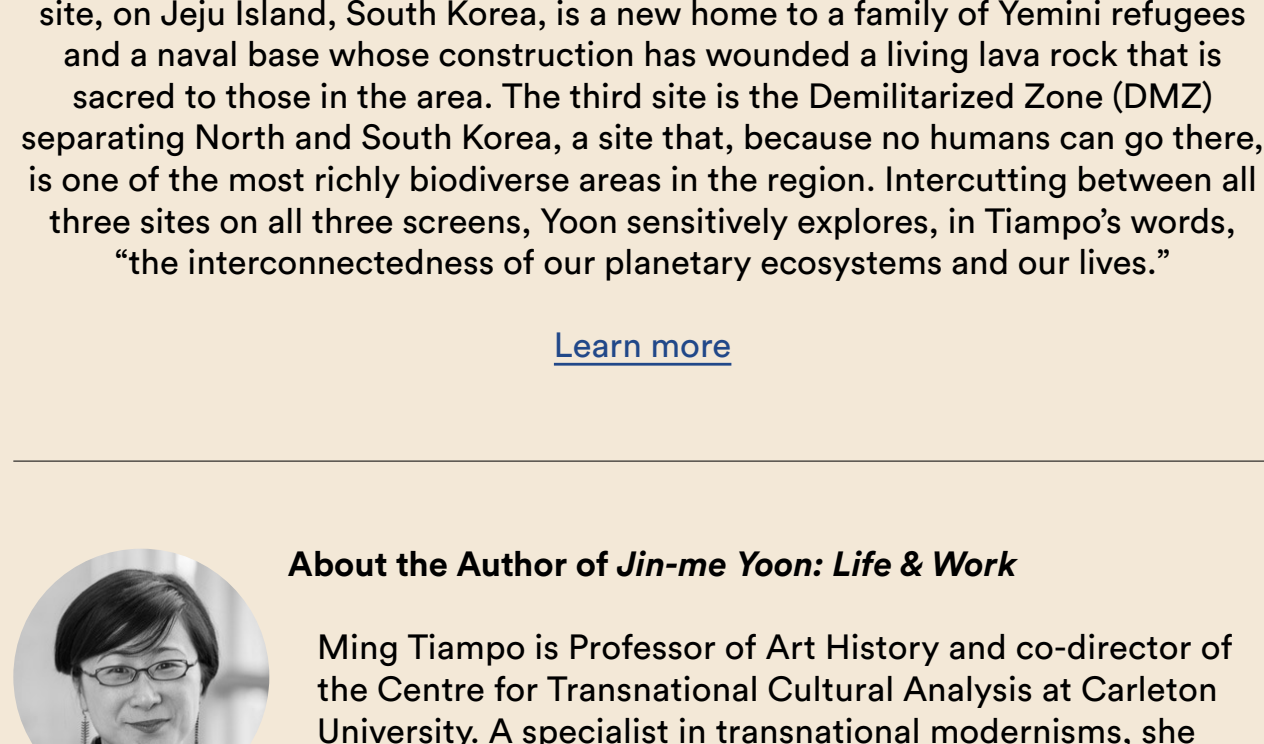 site, on Jeju Island, South Korea, is a new home to a family of Yemini refugees
and a naval base whose construction has wounded a living lava rock that is
sacred to those in the area. The third site is the Demilitarized Zone (DMZ)
separating North and South Korea, a site that, because no humans can go there,
is one of the most richly biodiverse areas in the region. Intercutting between all
three sites on all three screens, Yoon sensitively explores, in Tiampo’s words,
“the interconnectedness of our planetary ecosystems and our lives.”
Learn more
About the Author of Jin-me Yoon: Life & Work
Ming Tiampo is Professor of Art History and co-director of
the Centre for Transnational Cultural Analysis at Carleton
University. A specialist in transnational modernisms, she